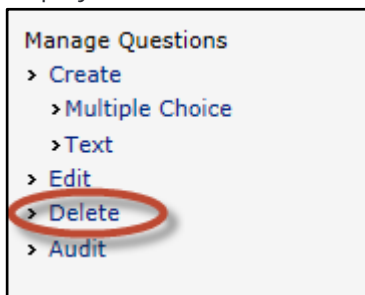 Manage Questions
> Create
>Multiple Choice
>Text
> Edit
> Delete
> Audit